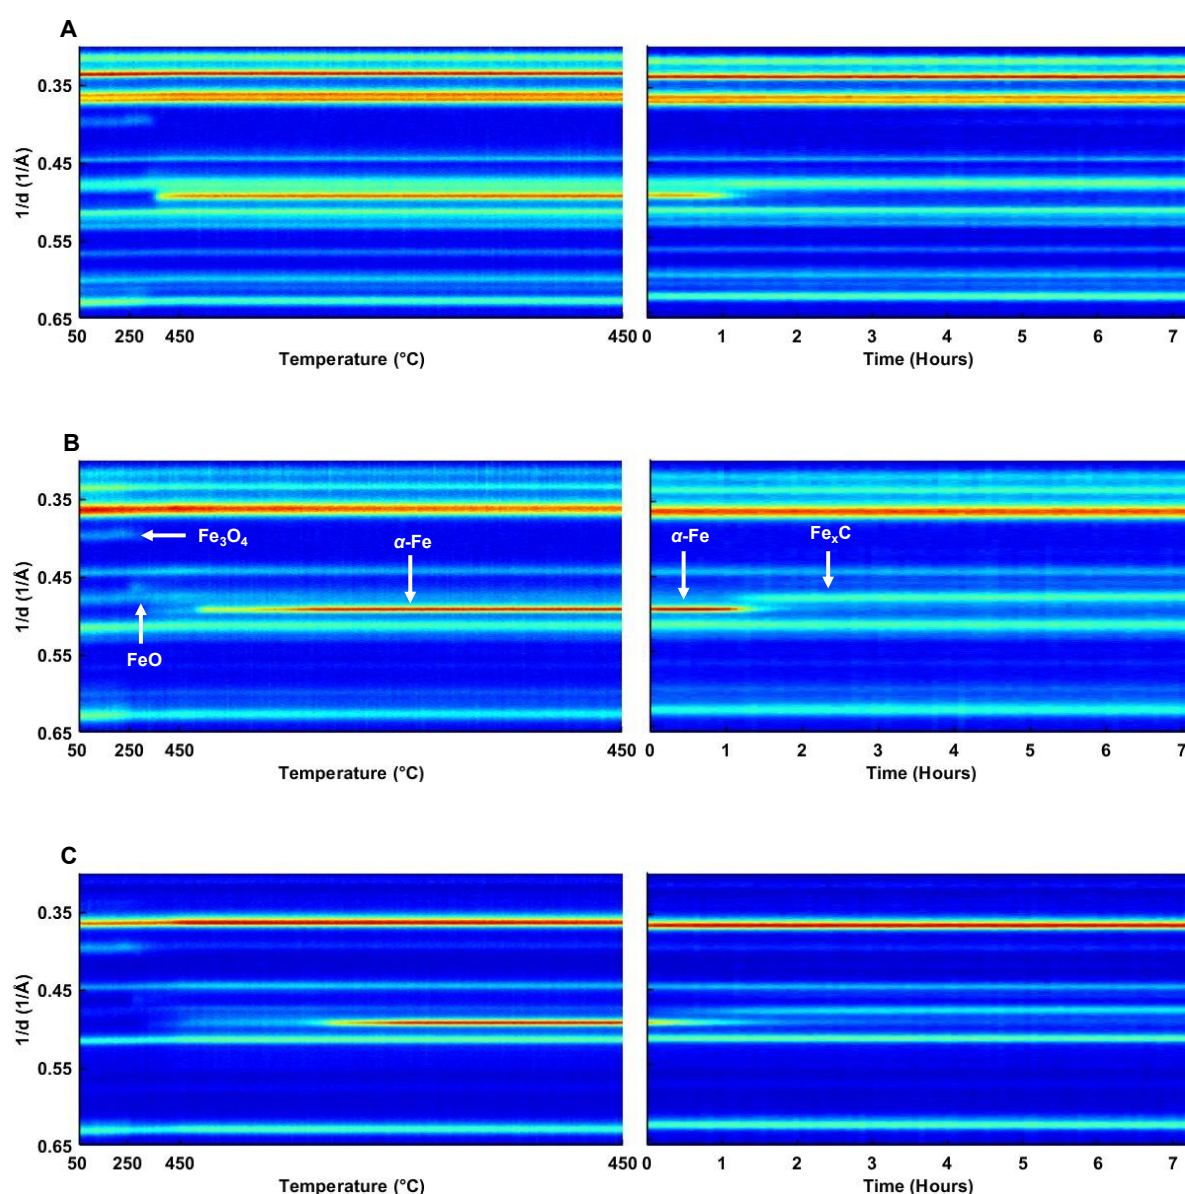 A
1/d (1/Å)
0.35
0.45
0.55
0.65
50 250 450 450
Temperature (°C)
0 1 2 3 4 5 6 7
Time (Hours)
B
1/d (1/Å)
0.35
0.45
0.55
0.65
Fe₃O₄
α-Fe
FeO
α-Fe
FeₓC
50 250 450 450
Temperature (°C)
0 1 2 3 4 5 6 7
Time (Hours)
C
1/d (1/Å)
0.35
0.45
0.55
0.65
50 250 450 450
Temperature (°C)
0 1 2 3 4 5 6 7
Time (Hours)